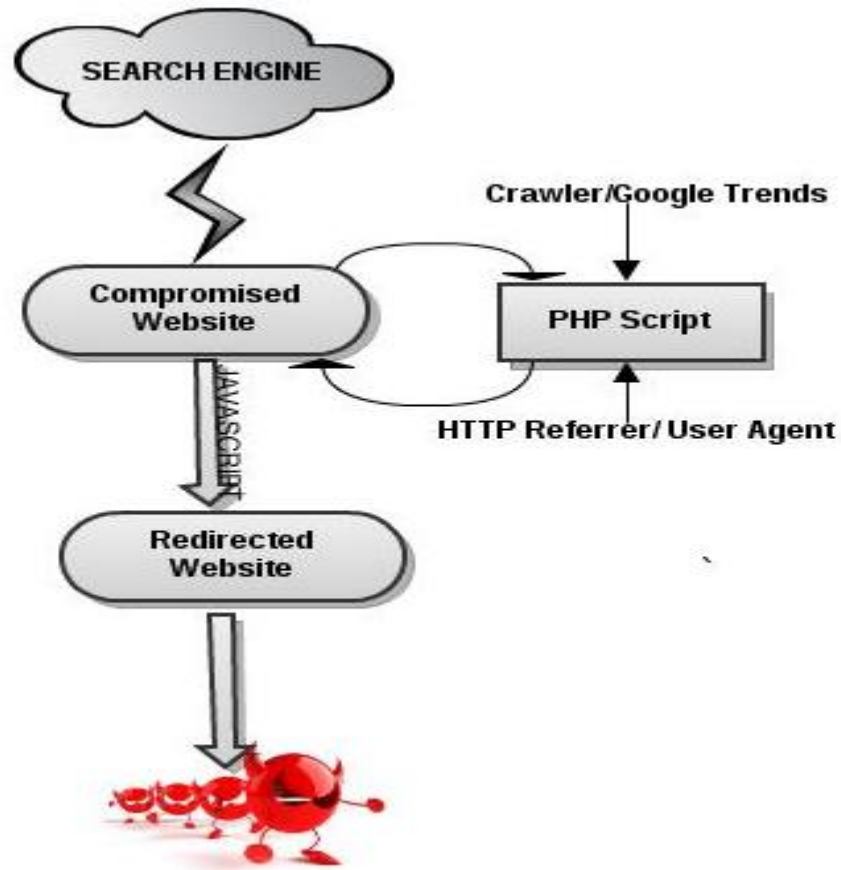 SEARCH ENGINE
Crawler/Google Trends
Compromised
Website
PHP Script
JAVASCRIPT
HTTP Referrer/ User Agent
Redirected
Website